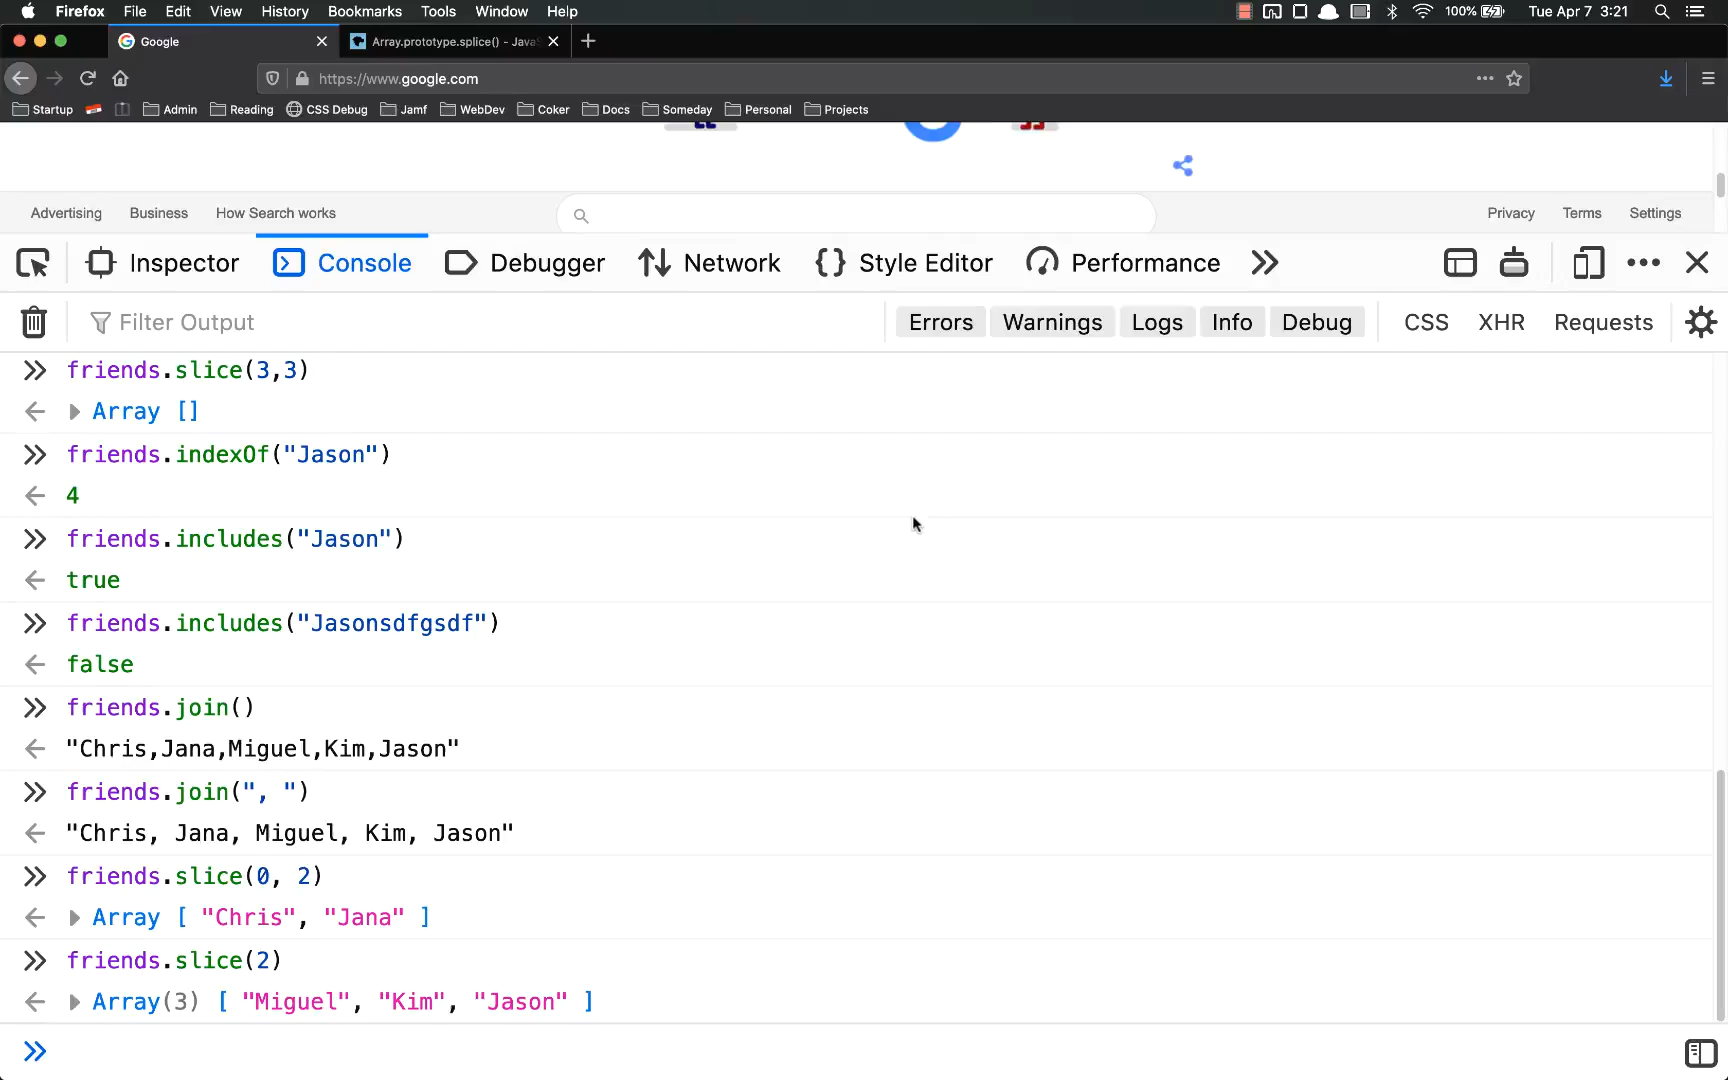 Firefox File Edit View History Bookmarks Tools Window Help 100% Tue Apr 7 3:21
Google Array.prototype.splice() - Java
https://www.google.com
Startup Admin Reading CSS Debug Jamf WebDev Coker Docs Someday Personal Projects
Advertising Business How Search works Privacy Terms Settings
Inspector Console Debugger Network Style Editor Performance
Filter Output Errors Warnings Logs Info Debug CSS XHR Requests
friends.slice(3,3)
Array []
friends.indexOf("Jason")
4
friends.includes("Jason")
true
friends.includes("Jasonsdfgsdf")
false
friends.join()
"Chris,Jana,Miguel,Kim,Jason"
friends.join(", ")
"Chris, Jana, Miguel, Kim, Jason"
friends.slice(0, 2)
Array [ "Chris", "Jana" ]
friends.slice(2)
Array(3) [ "Miguel", "Kim", "Jason" ]